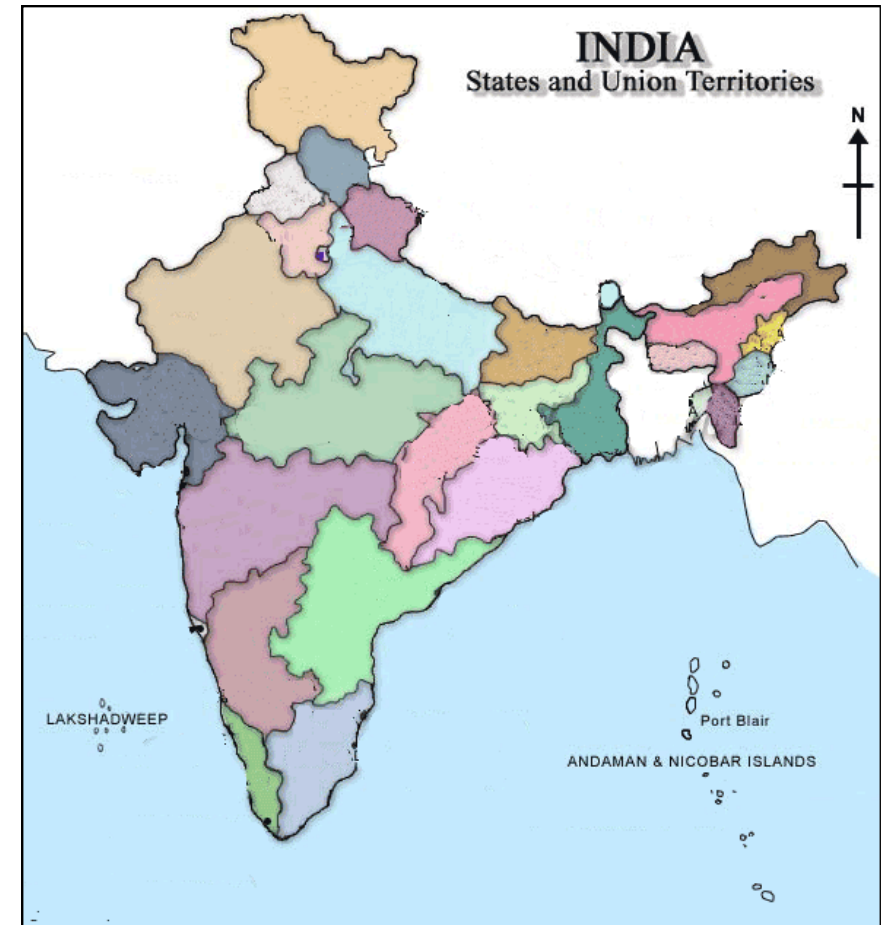 INDIA
States and Union Territories
N
LAKSHADWEEP
Port Blair
ANDAMAN & NICOBAR ISLANDS